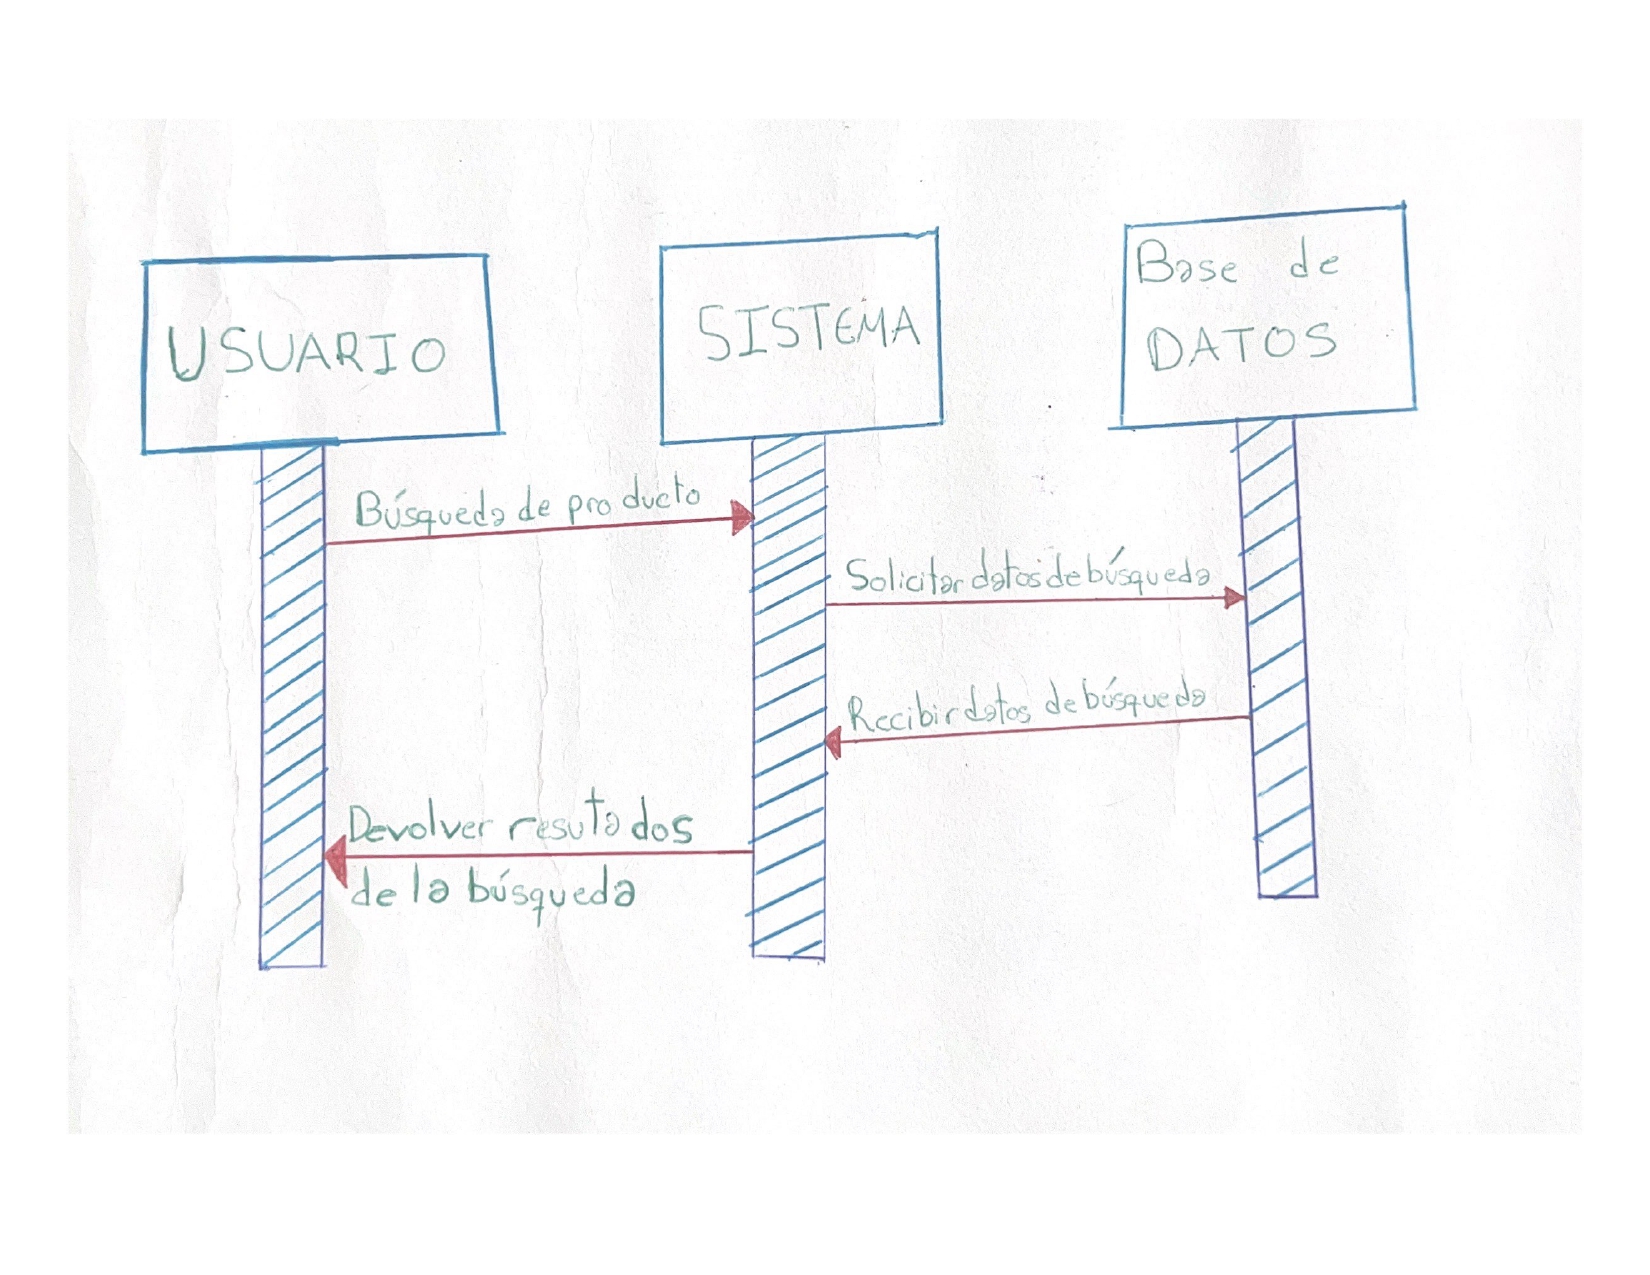 USUARIO
SISTEMA
Base de
DATOS
Búsqueda de producto
Solicitar datos de búsqueda
Recibir datos de búsqueda
Devolver resutados
de la búsqueda